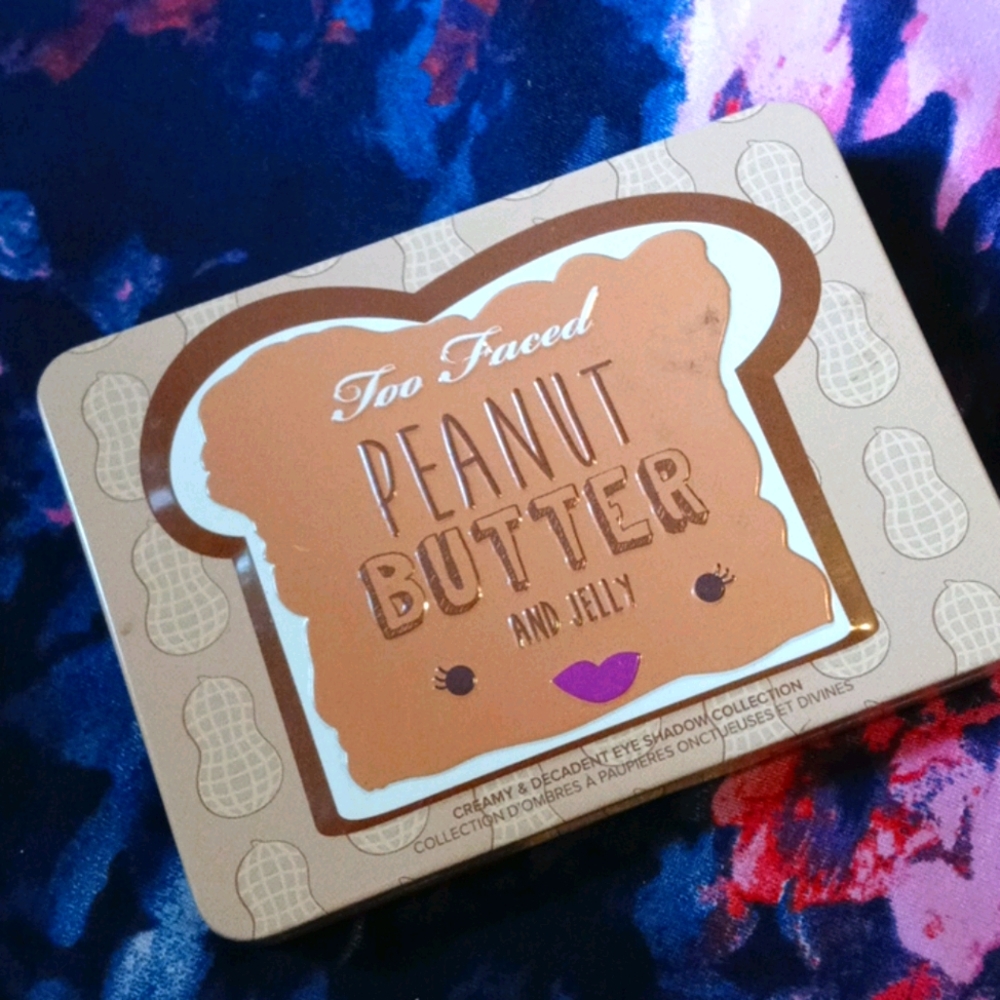 Too Faced
PEANUT
BUTTER
AND JELLY
CREAMY & DECADENT EYE SHADOW COLLECTION
COLLECTION D'OMBRES À PAUPIÈRES ONCTUEUSES ET DIVINES